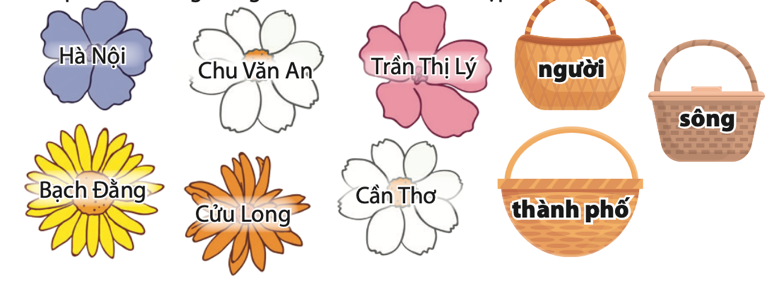 Hà Nội
Chu Văn An
Trần Thị Lý
người
sông
Bạch Đằng
Cửu Long
Cần Thơ
thành phố